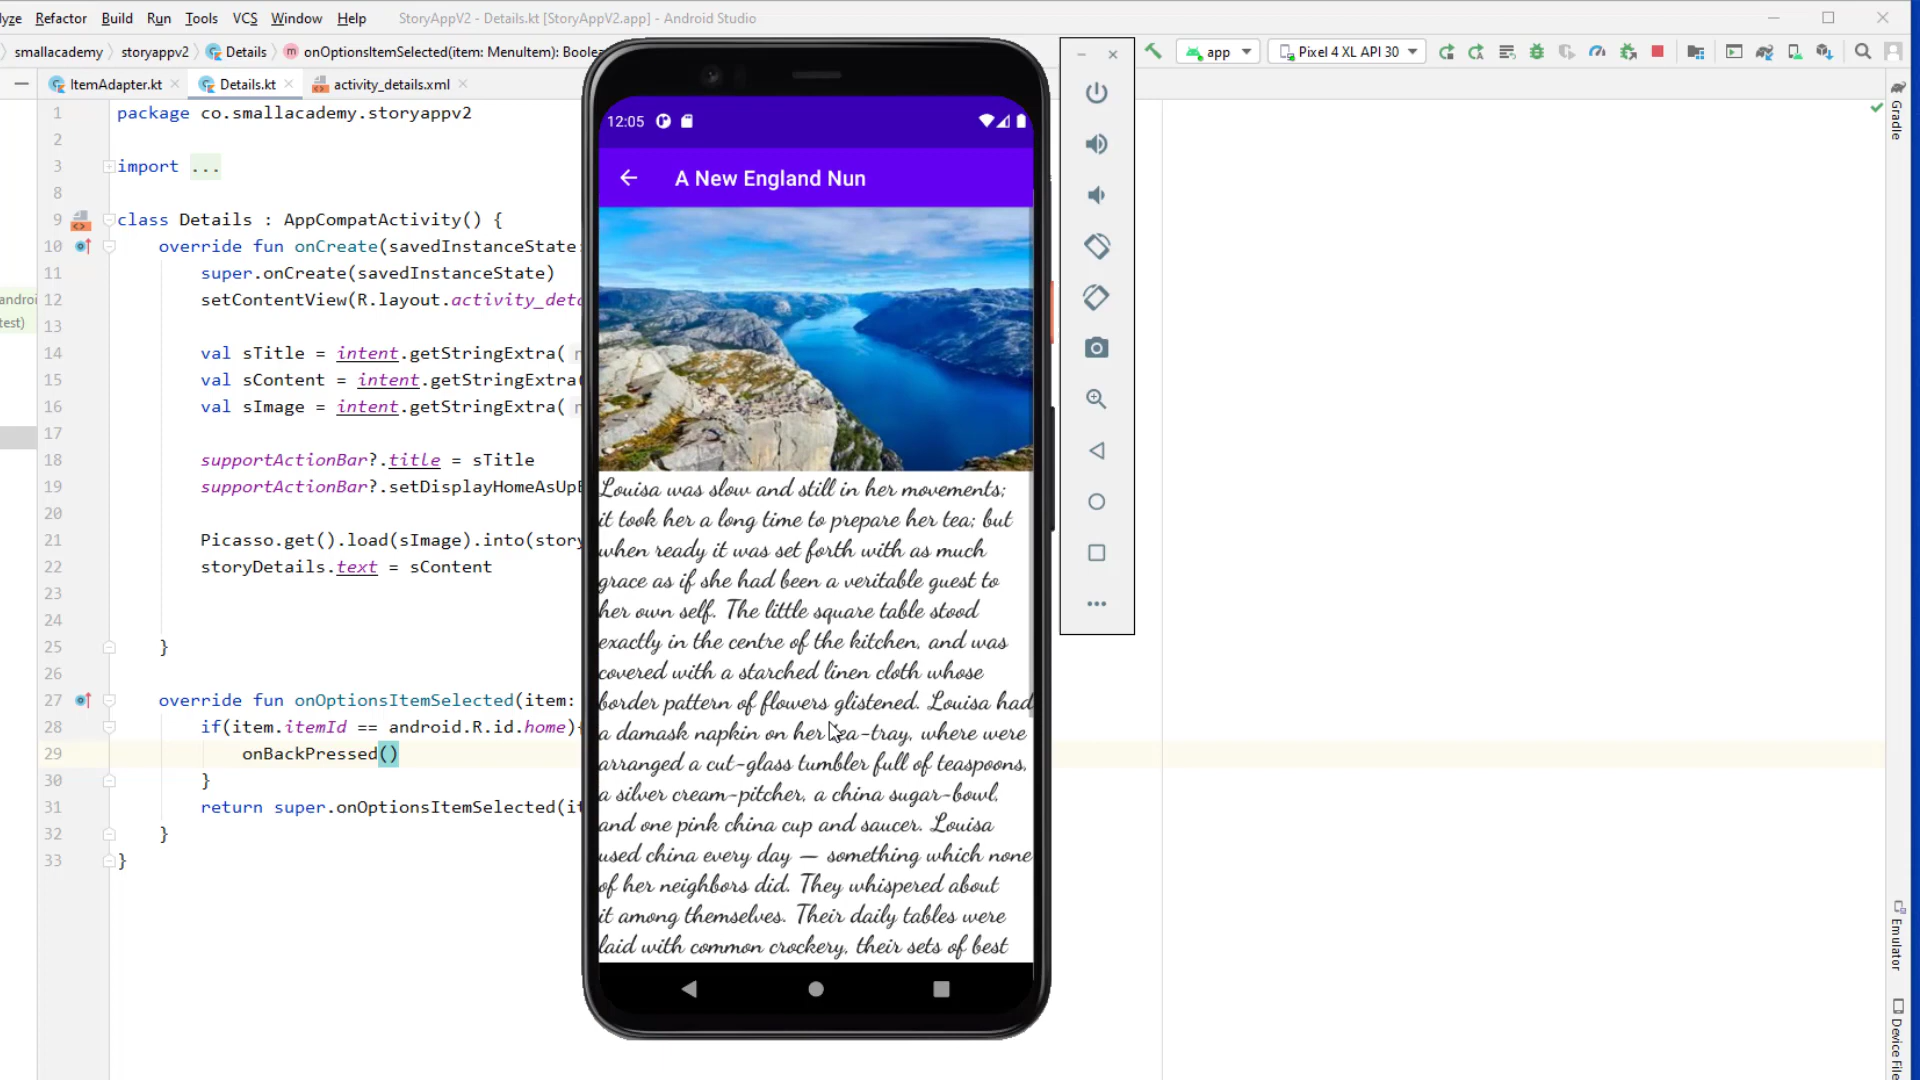 lyze Refactor Build Run Tools VCS Window Help StoryAppV2 - Details.kt [StoryAppV2.app] - Android Studio
smallacademy storyappv2 Details onOptionsItemSelected(item: MenuItem): Boolea app Pixel 4 XL API 30
ItemAdapter.kt Details.kt activity_details.xml
1 package co.smallacademy.storyappv2
2
3 import ...
8
9 class Details : AppCompatActivity() {
10 override fun onCreate(savedInstanceState:
11 super.onCreate(savedInstanceState)
12 setContentView(R.layout.activity_deta
13
14 val sTitle = intent.getStringExtra(
15 val sContent = intent.getStringExtra(
16 val sImage = intent.getStringExtra(
17
18 supportActionBar?.title = sTitle
19 supportActionBar?.setDisplayHomeAsUpE
20
21 Picasso.get().load(sImage).into(story
22 storyDetails.text = sContent
23
24
25 }
26
27 override fun onOptionsItemSelected(item:
28 if(item.itemId == android.R.id.home){
29 onBackPressed()
30 }
31 return super.onOptionsItemSelected(it
32 }
33 }
androi
test)
12:05
A New England Nun
Louisa was slow and still in her movements;
it took her a long time to prepare her tea; but
when ready it was set forth with as much
grace as if she had been a veritable guest to
her own self. The little square table stood
exactly in the centre of the kitchen, and was
covered with a starched linen cloth whose
border pattern of flowers glistened. Louisa had
a damask napkin on her tea-tray, where were
arranged a cut-glass tumbler full of teaspoons,
a silver cream-pitcher, a china sugar-bowl,
and one pink china cup and saucer. Louisa
used china every day — something which none
of her neighbors did. They whispered about
it among themselves. Their daily tables were
laid with common crockery, their sets of best
Gradle
Emulator
Device File